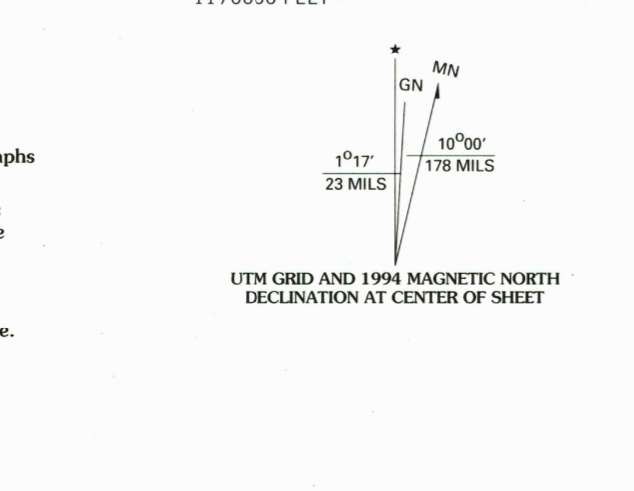 ★
GN
MN
1°17′
23 MILS
10°00′
178 MILS
aphs
e
e.
UTM GRID AND 1994 MAGNETIC NORTH
DECLINATION AT CENTER OF SHEET